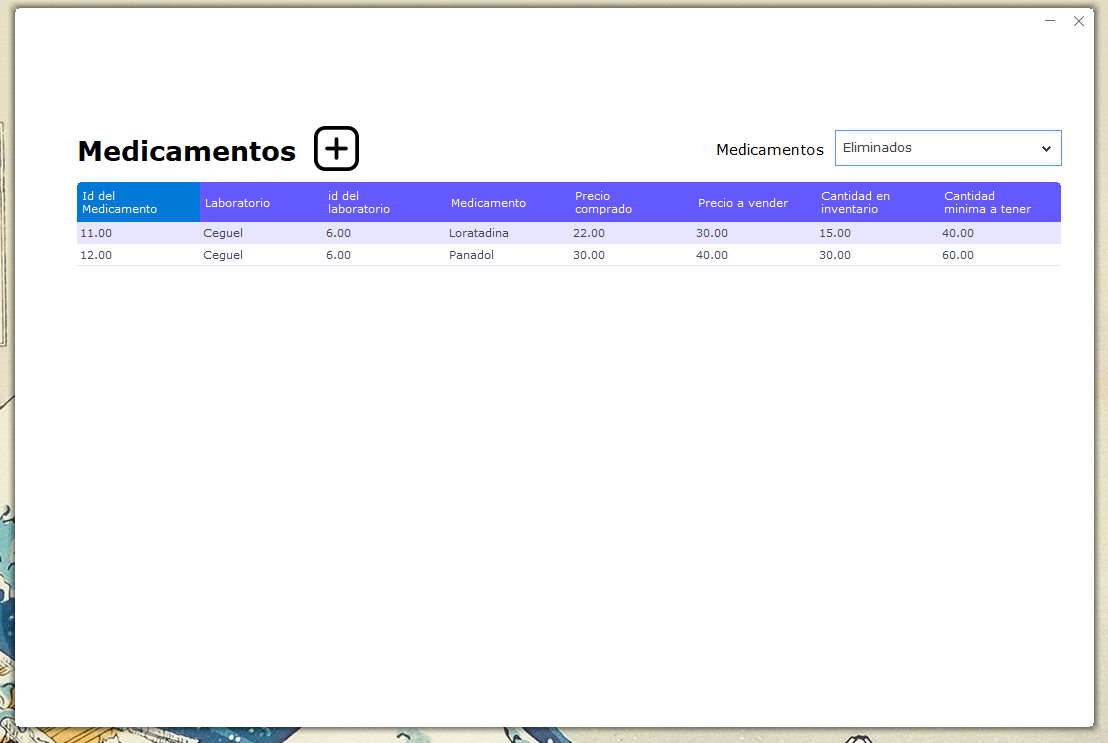 Medicamentos
Medicamentos Eliminados
Id del Medicamento Laboratorio id del laboratorio Medicamento Precio comprado Precio a vender Cantidad en inventario Cantidad minima a tener
11.00 Ceguel 6.00 Loratadina 22.00 30.00 15.00 40.00
12.00 Ceguel 6.00 Panadol 30.00 40.00 30.00 60.00